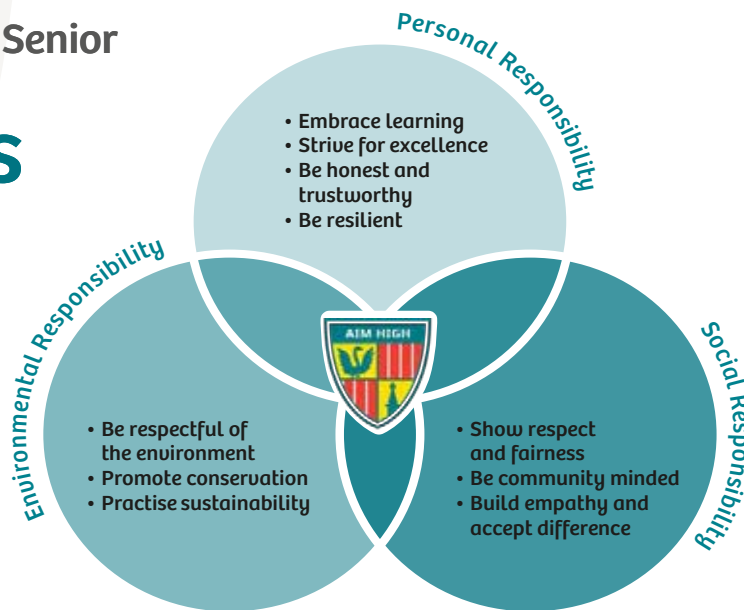 Senior
s
Personal Responsibility
• Embrace learning
• Strive for excellence
• Be honest and
trustworthy
• Be resilient
Environmental Responsibility
• Be respectful of
the environment
• Promote conservation
• Practise sustainability
AIM HIGH
Social Responsibility
• Show respect
and fairness
• Be community minded
• Build empathy and
accept difference